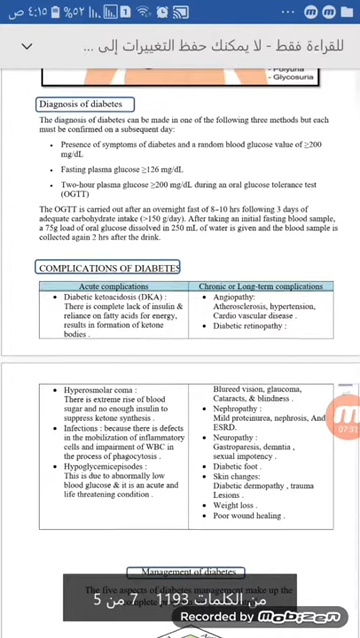 ٤:١٥ ص
٪٥٢
للقراءة فقط - لا يمكنك حفظ التغييرات إلى ...
- Polyuria
- Glycosuria
Diagnosis of diabetes
The diagnosis of diabetes can be made in one of the following three methods but each
must be confirmed on a subsequent day:
• Presence of symptoms of diabetes and a random blood glucose value of ≥200
mg/dL
• Fasting plasma glucose ≥126 mg/dL
• Two-hour plasma glucose ≥200 mg/dL during an oral glucose tolerance test
(OGTT)
The OGTT is carried out after an overnight fast of 8–10 hrs following 3 days of
adequate carbohydrate intake (>150 g/day). After taking an initial fasting blood sample,
a 75g load of oral glucose dissolved in 250 mL of water is given and the blood sample is
collected again 2 hrs after the drink.
COMPLICATIONS OF DIABETES
Acute complications
• Diabetic ketoacidosis (DKA) :
There is complete lack of insulin &
reliance on fatty acids for energy,
results in formation of ketone
bodies .
Chronic or Long-term complications
• Angiopathy:
Atherosclerosis, hypertension,
Cardio vascular disease .
• Diabetic retinopathy :
• Hyperosmolar coma :
There is extreme rise of blood
sugar and no enough insulin to
suppress ketone synthesis .
• Infections : because there is defects
in the mobilization of inflammatory
cells and impairment of WBC in
the process of phagocytosis .
• Hypoglycemicepisodes :
This is due to abnormally low
blood glucose & it is an acute and
life threatening condition .
Blureed vision, glaucoma,
Cataracts, & blindness .
• Nephropathy :
Mild proteinurea, nephrosis, And
ESRD.
• Neuropathy :
Gastroparesis, demntia ,
sexual impotency .
• Diabetic foot .
• Skin changes:
Diabetic dermopathy , trauma
Lesions .
• Weight loss .
• Poor wound healing .
07:33
Management of diabetes
The five aspects of diabetes management make up the
من الكلمات 1193 - 7 من 5
Recorded by Mobizen